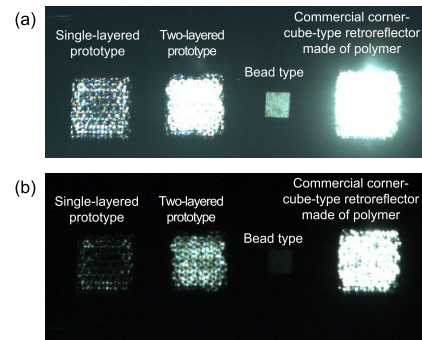 (a)
Single-layered
prototype
Two-layered
prototype
Bead type
Commercial corner-
cube-type retroreflector
made of polymer
(b)
Single-layered
prototype
Two-layered
prototype
Bead type
Commercial corner-
cube-type retroreflector
made of polymer